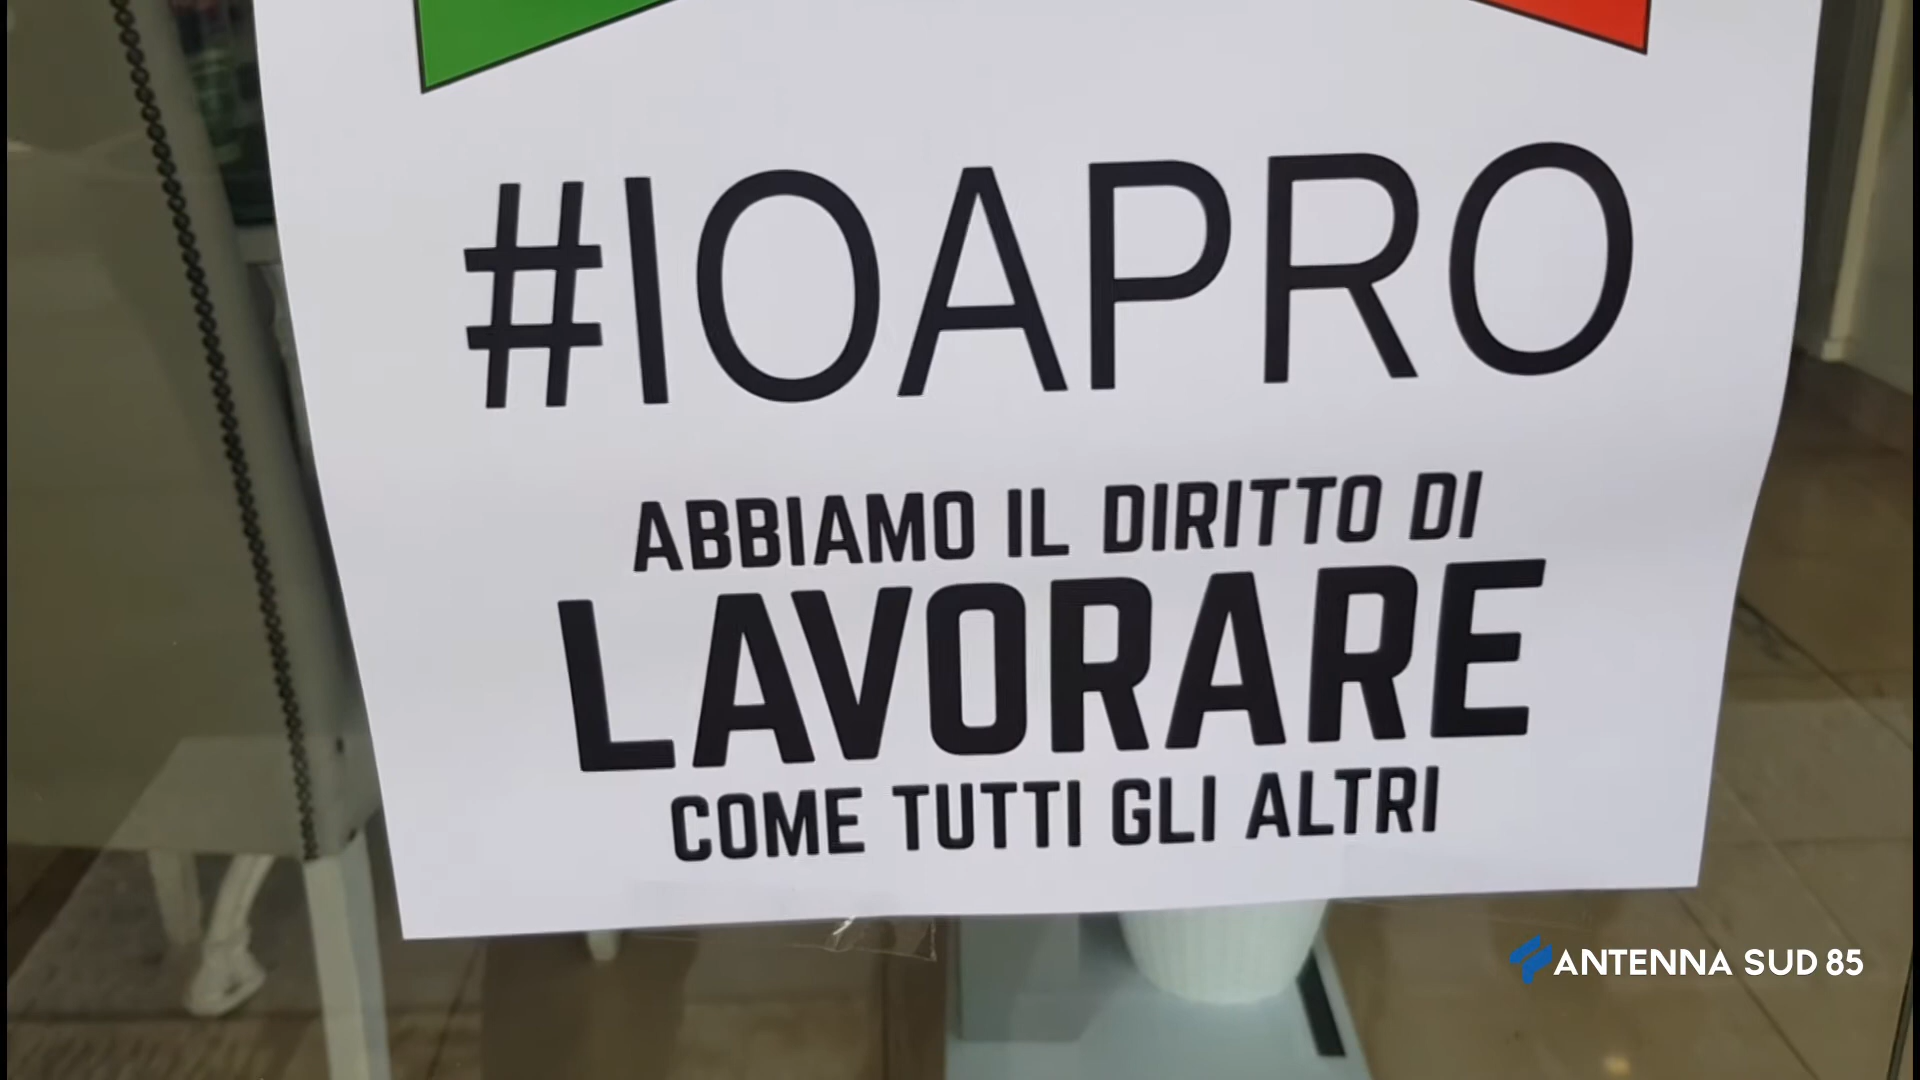 #IOAPRO
ABBIAMO IL DIRITTO DI
LAVORARE
COME TUTTI GLI ALTRI
ANTENNA SUD 85